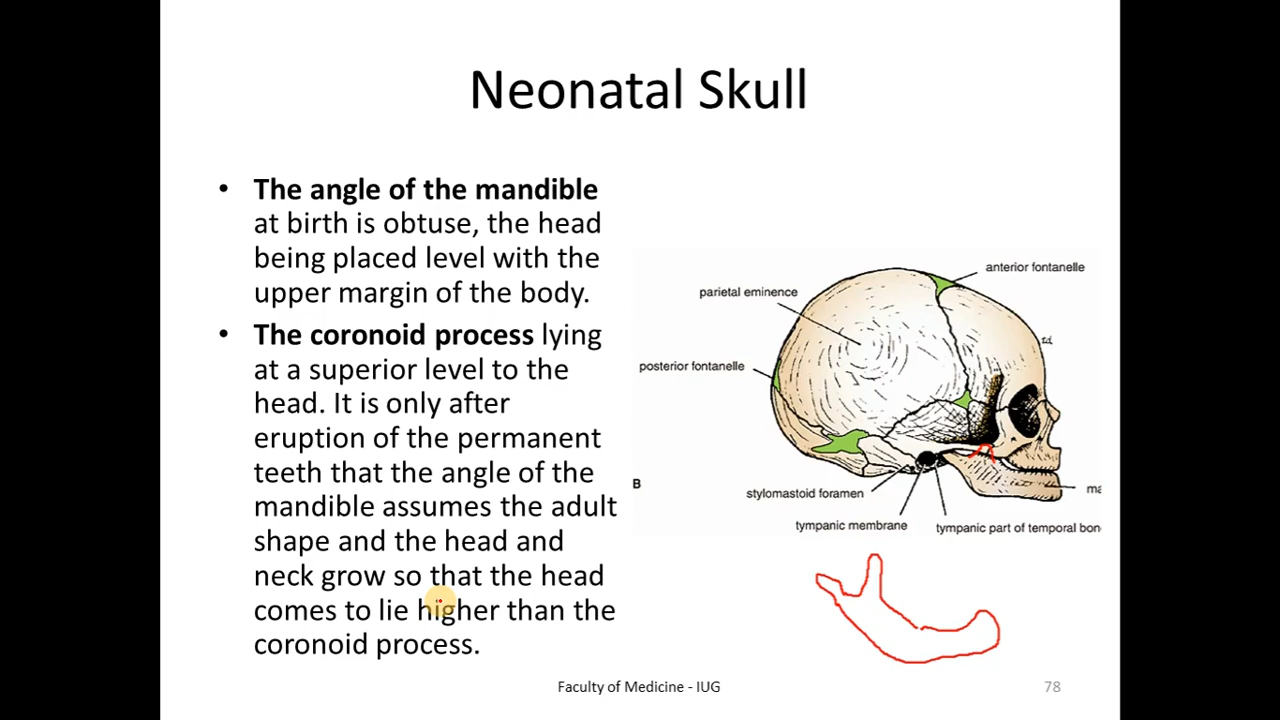 Neonatal Skull
• The angle of the mandible
at birth is obtuse, the head
being placed level with the
upper margin of the body.
• The coronoid process lying
at a superior level to the
head. It is only after
eruption of the permanent
teeth that the angle of the
mandible assumes the adult
shape and the head and
neck grow so that the head
comes to lie higher than the
coronoid process.
anterior fontanelle
parietal eminence
posterior fontanelle
B
stylomastoid foramen
tympanic membrane
tympanic part of temporal bon
Faculty of Medicine - IUG
78